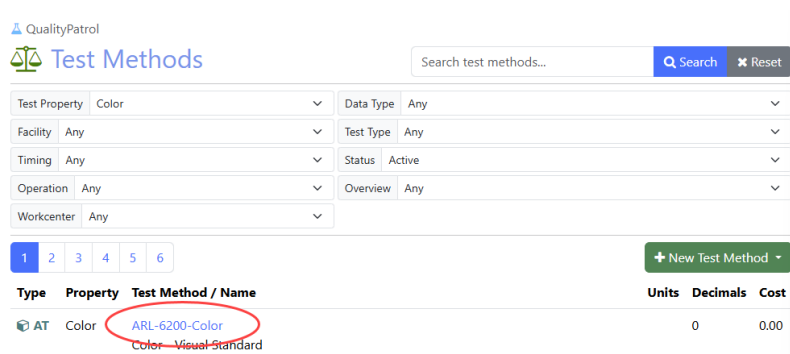 QualityPatrol
Test Methods
Search test methods...
Search
Reset
Test Property Color
Data Type Any
Facility Any
Test Type Any
Timing Any
Status Active
Operation Any
Overview Any
Workcenter Any
1 2 3 4 5 6
New Test Method
Type Property Test Method / Name Units Decimals Cost
AT Color ARL-6200-Color 0 0.00
Color - Visual Standard